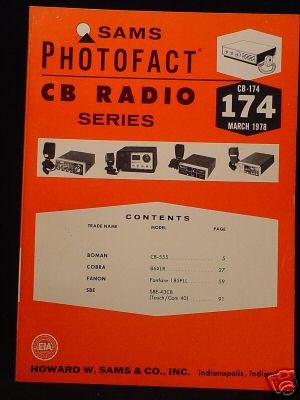 SAMS
PHOTOFACT®
CB RADIO
SERIES
CB-174
174
MARCH 1978
CONTENTS
TRADE NAME MODEL PAGE
BOMAN CB-555 5
COBRA 86XLR 27
FANON Fanfare 185PLL 59
SBE SBE-43CB 91
(Touch/Com 40)
EIA
HOWARD W. SAMS & CO., INC. Indianapolis,